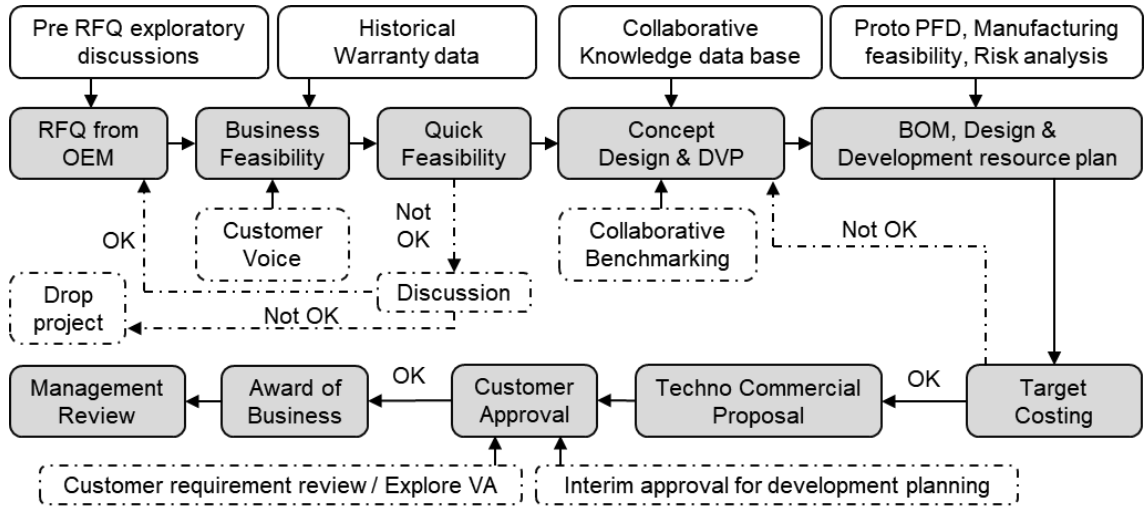 Pre RFQ exploratory
discussions
Historical
Warranty data
Collaborative
Knowledge data base
Proto PFD, Manufacturing
feasibility, Risk analysis
RFQ from
OEM
Business
Feasibility
Quick
Feasibility
Concept
Design & DVP
BOM, Design &
Development resource plan
OK
Customer
Voice
Not
OK
Collaborative
Benchmarking
Not OK
Discussion
Drop
project
Not OK
Management
Review
Award of
Business
OK
Customer
Approval
Techno Commercial
Proposal
OK
Target
Costing
Customer requirement review / Explore VA
Interim approval for development planning